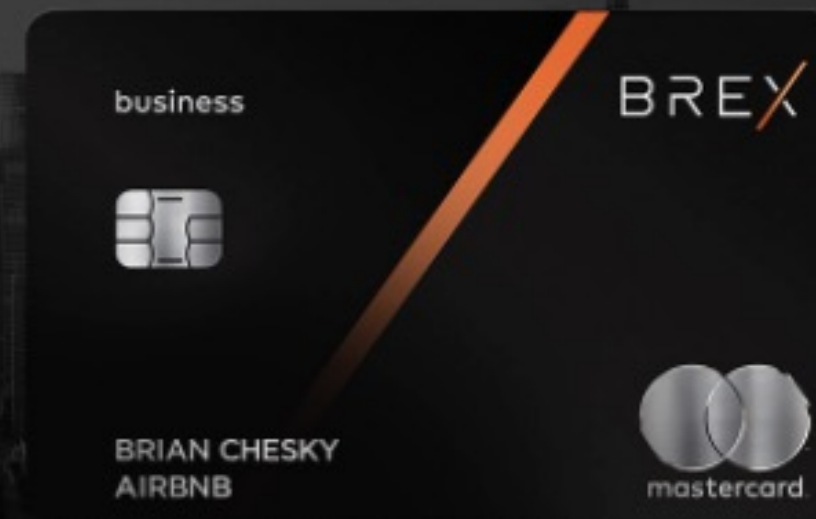 business
BREX
BRIAN CHESKY
AIRBNB
mastercard.